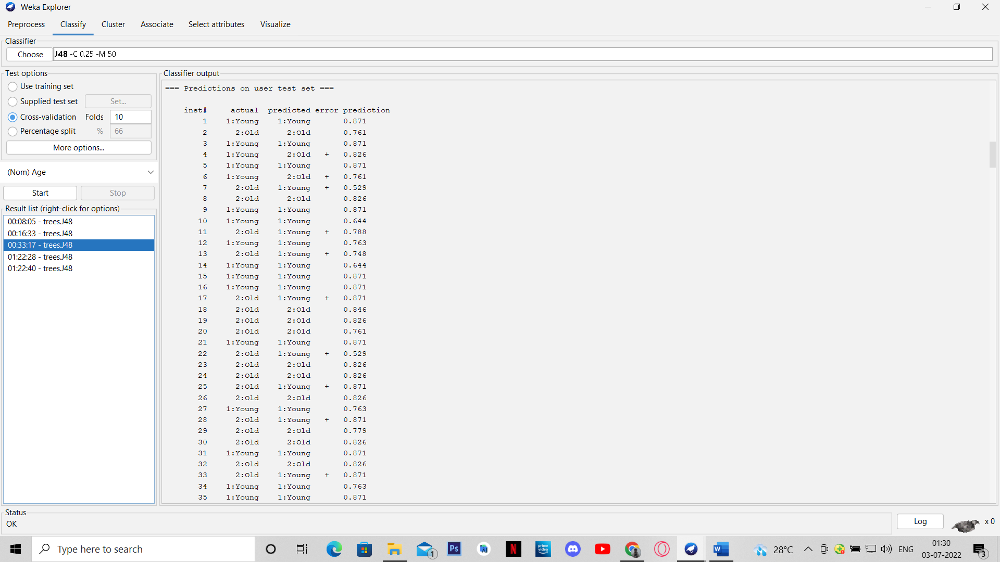 Weka Explorer
Preprocess Classify Cluster Associate Select attributes Visualize
Classifier
Choose J48 -C 0.25 -M 50
Test options
Use training set
Supplied test set Set...
Cross-validation Folds 10
Percentage split % 66
More options...
(Nom) Age
Start Stop
Result list (right-click for options)
00:08:05 - trees.J48
00:16:33 - trees.J48
00:33:17 - trees.J48
01:22:28 - trees.J48
01:22:40 - trees.J48
Classifier output
=== Predictions on user test set ===
inst# actual predicted error prediction
1 1:Young 1:Young 0.871
2 2:Old 2:Old 0.761
3 1:Young 1:Young 0.871
4 1:Young 2:Old + 0.826
5 1:Young 1:Young 0.871
6 1:Young 2:Old + 0.761
7 2:Old 1:Young + 0.529
8 2:Old 2:Old 0.826
9 1:Young 1:Young 0.871
10 1:Young 1:Young 0.644
11 2:Old 1:Young + 0.788
12 1:Young 1:Young 0.763
13 2:Old 1:Young + 0.748
14 1:Young 1:Young 0.644
15 1:Young 1:Young 0.871
16 1:Young 1:Young 0.871
17 2:Old 1:Young + 0.871
18 2:Old 2:Old 0.846
19 2:Old 2:Old 0.826
20 2:Old 2:Old 0.761
21 1:Young 1:Young 0.871
22 2:Old 1:Young + 0.529
23 2:Old 2:Old 0.826
24 2:Old 2:Old 0.826
25 2:Old 1:Young + 0.871
26 2:Old 2:Old 0.826
27 1:Young 1:Young 0.763
28 2:Old 1:Young + 0.871
29 2:Old 2:Old 0.779
30 2:Old 2:Old 0.826
31 1:Young 1:Young 0.871
32 2:Old 2:Old 0.826
33 2:Old 1:Young + 0.871
34 1:Young 1:Young 0.763
35 1:Young 1:Young 0.871
Status
OK
Log x 0
Type here to search
1
Ps
N
prime video
W
28°C
ENG
01:30
03-07-2022
3